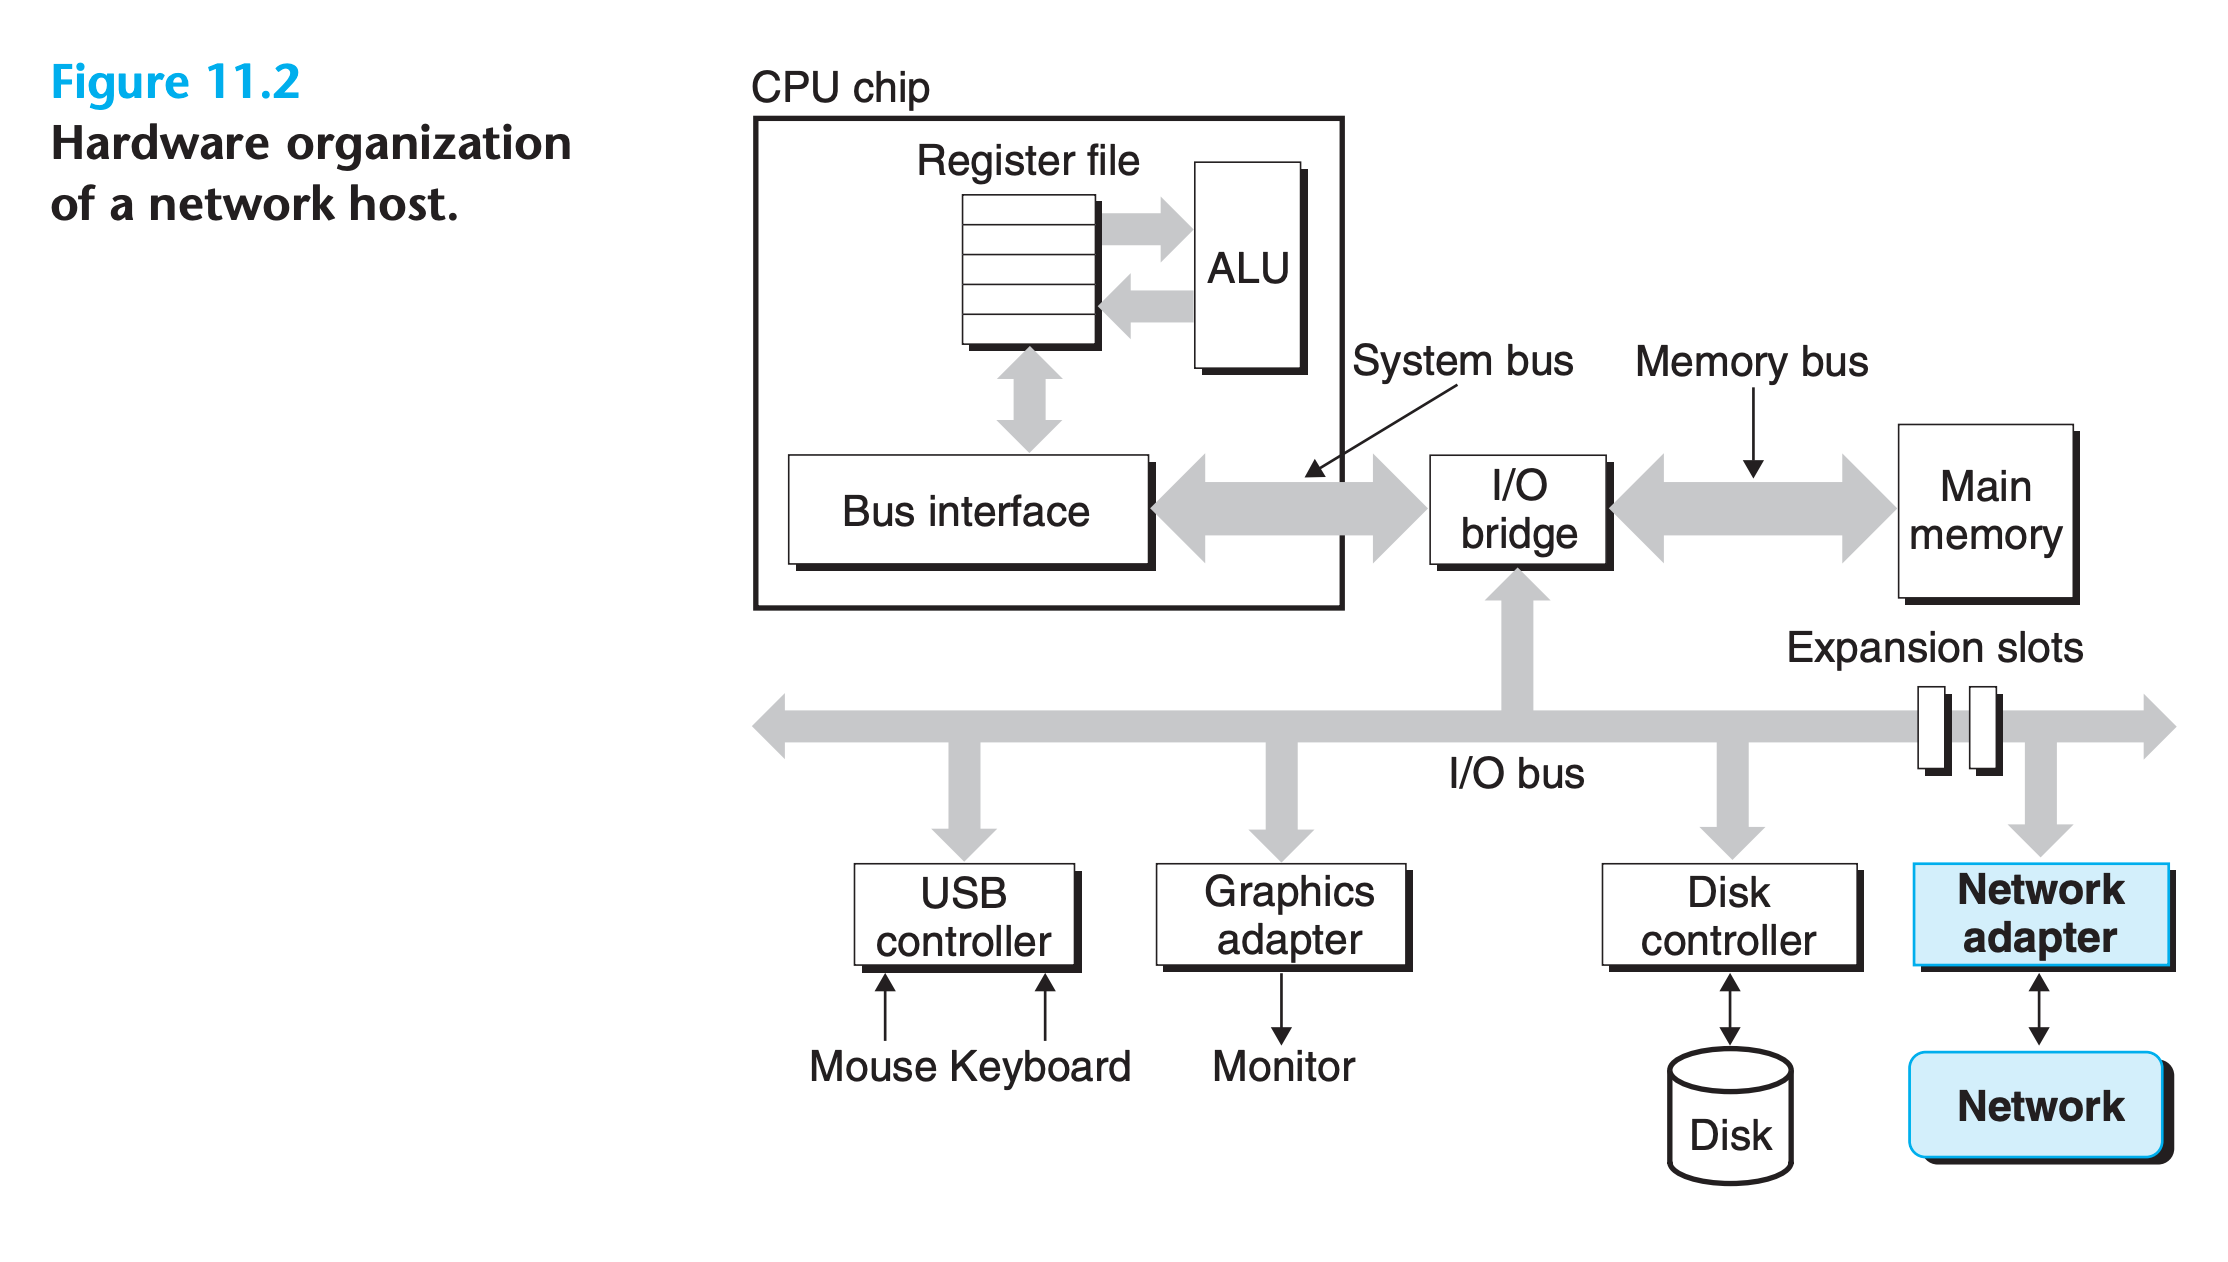 Figure 11.2
Hardware organization
of a network host.
CPU chip
Register file
ALU
System bus
Memory bus
Bus interface
I/O
bridge
Main
memory
Expansion slots
I/O bus
USB
controller
Graphics
adapter
Disk
controller
Network
adapter
Mouse Keyboard
Monitor
Disk
Network